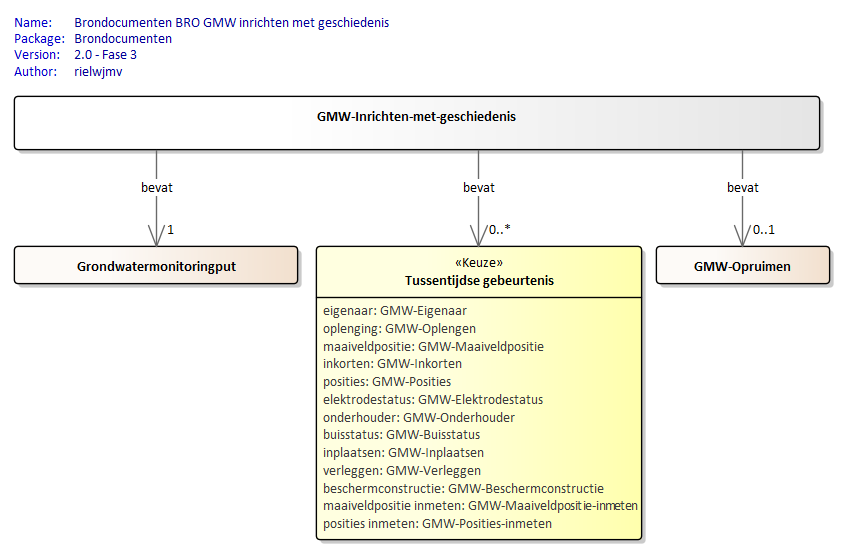 Name: Brondocumenten BRO GMW inrichten met geschiedenis
Package: Brondocumenten
Version: 2.0 - Fase 3
Author: rielwjmv
GMW-Inrichten-met-geschiedenis
bevat bevat bevat
1 0..* 0..1
Grondwatermonitoringput
«Keuze»
Tussentijdse gebeurtenis
eigenaar: GMW-Eigenaar
oplenging: GMW-Oplengen
maaiveldpositie: GMW-Maaiveldpositie
inkorten: GMW-Inkorten
posities: GMW-Posities
elektrodestatus: GMW-Elektrodestatus
onderhouder: GMW-Onderhouder
buisstatus: GMW-Buisstatus
inplaatsen: GMW-Inplaatsen
verleggen: GMW-Verleggen
beschermconstructie: GMW-Beschermconstructie
maaiveldpositie inmeten: GMW-Maaiveldpositie-inmeten
posities inmeten: GMW-Posities-inmeten
GMW-Opruimen